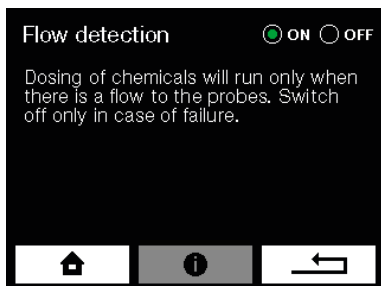 Flow detection ON OFF
Dosing of chemicals will run only when
there is a flow to the probes. Switch
off only in case of failure.